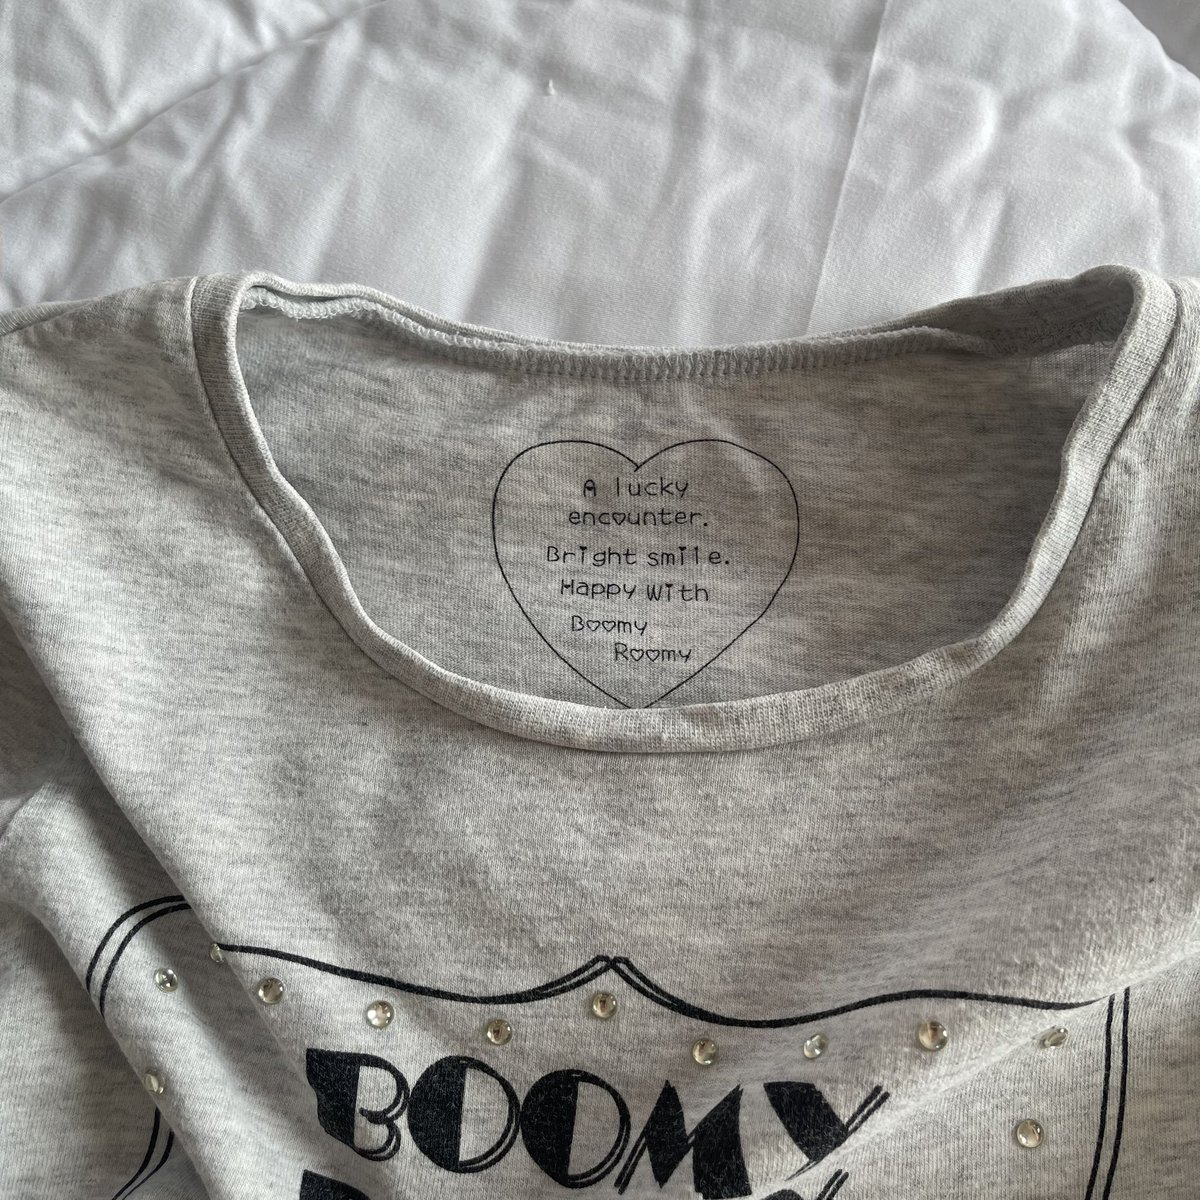 A lucky
encounter.
Bright smile.
Happy with
Boomy
Roomy
BOOMY